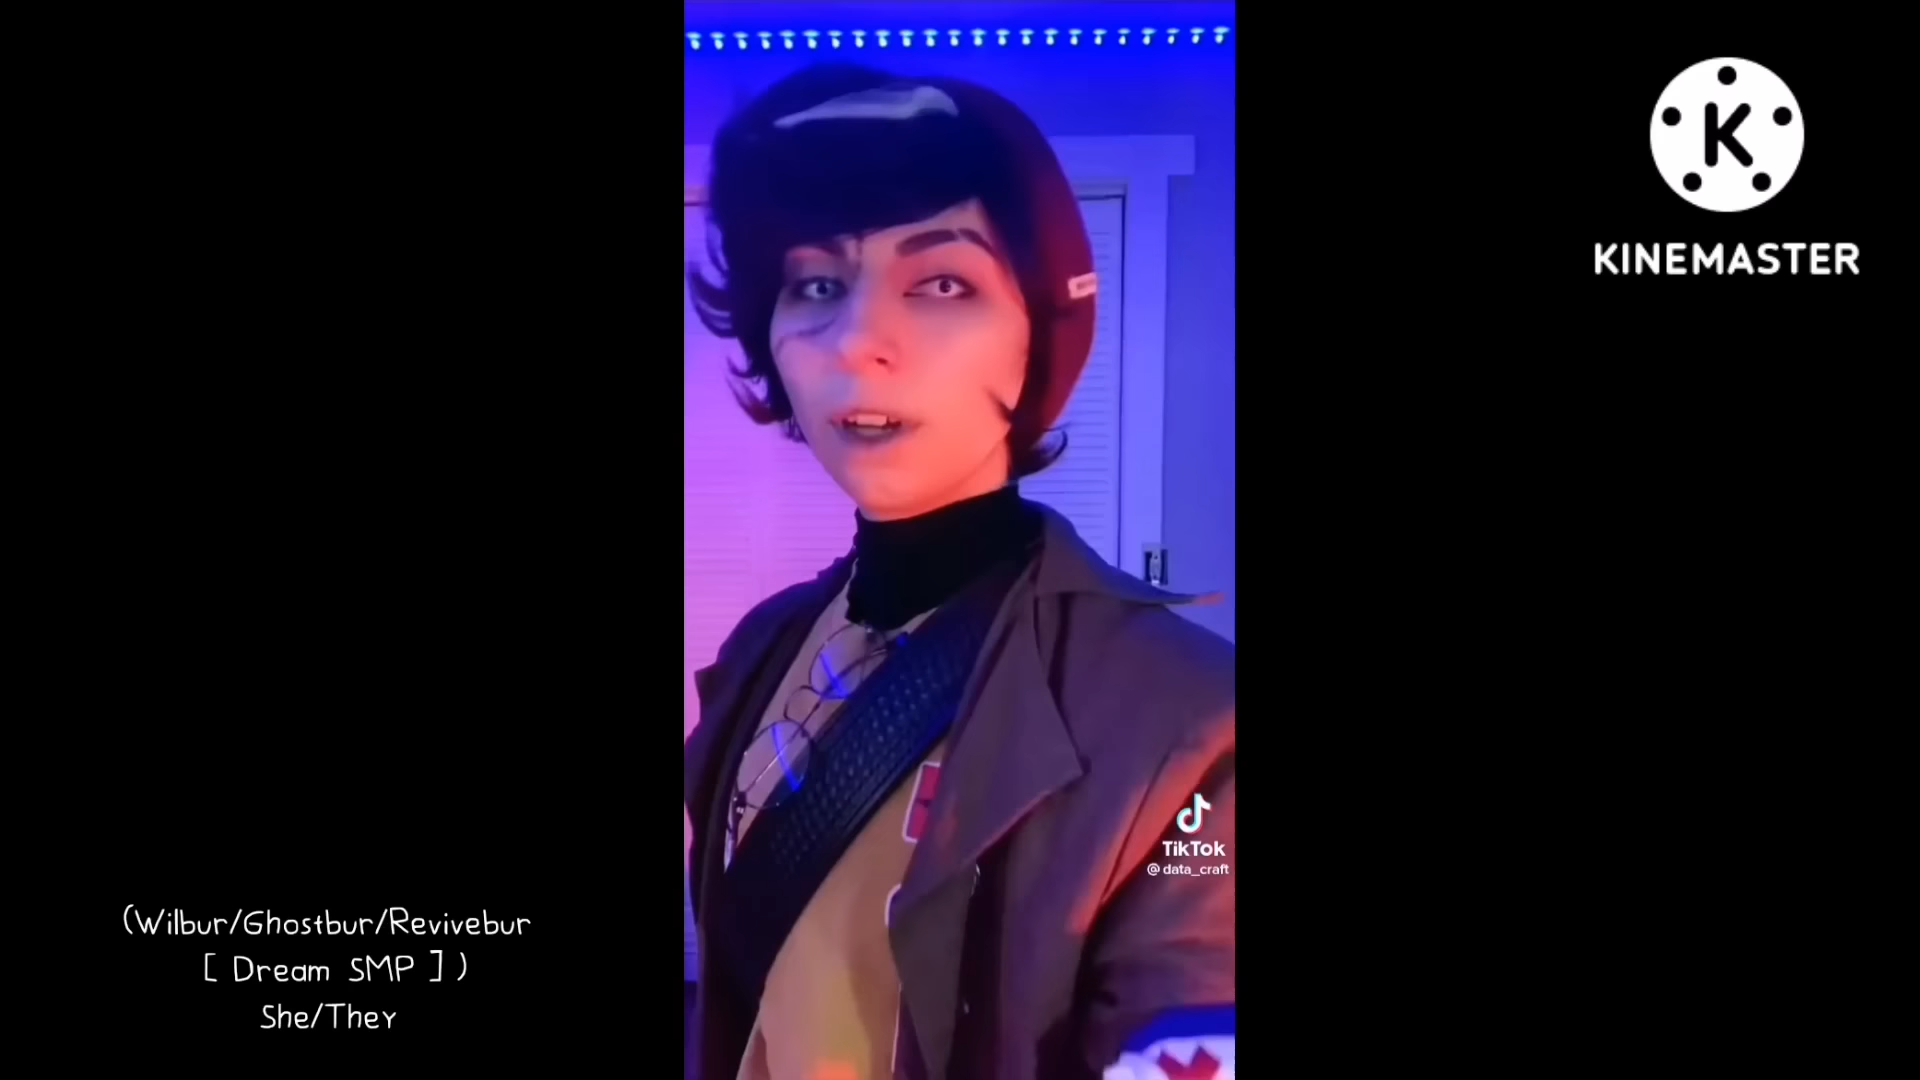 KINEMASTER
TikTok
@data_craft
(Wilbur/Ghostbur/Revivebur
[ Dream SMP ] )
She/They